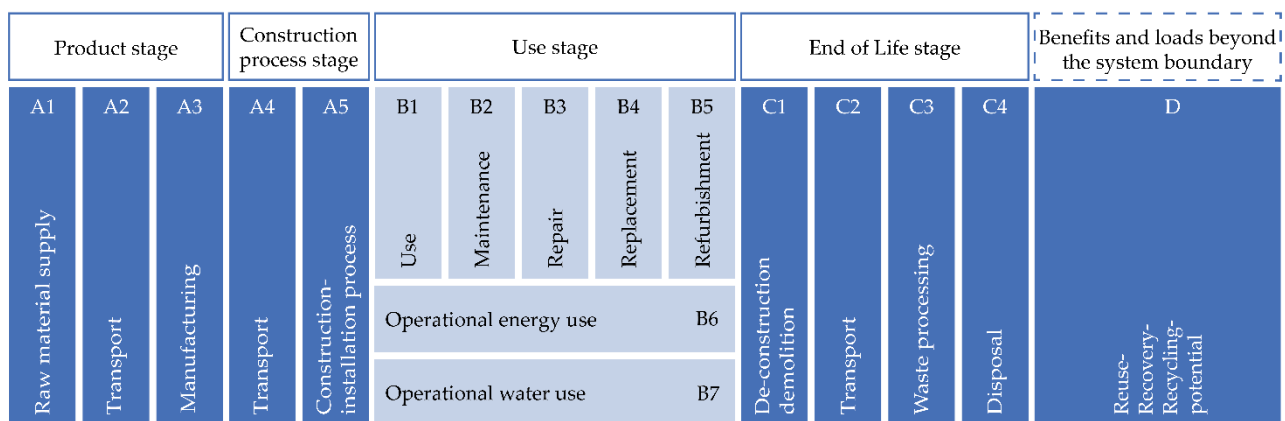 Product stage
Construction
process stage
Use stage
End of Life stage
Benefits and loads beyond
the system boundary
A1
Raw material supply
A2
Transport
A3
Manufacturing
A4
Transport
A5
Construction-
installation process
B1
Use
B2
Maintenance
B3
Repair
B4
Replacement
B5
Refurbishment
Operational energy use B6
Operational water use B7
C1
De-construction
demolition
C2
Transport
C3
Waste processing
C4
Disposal
D
Reuse-
Recovery-
Recycling-
potential